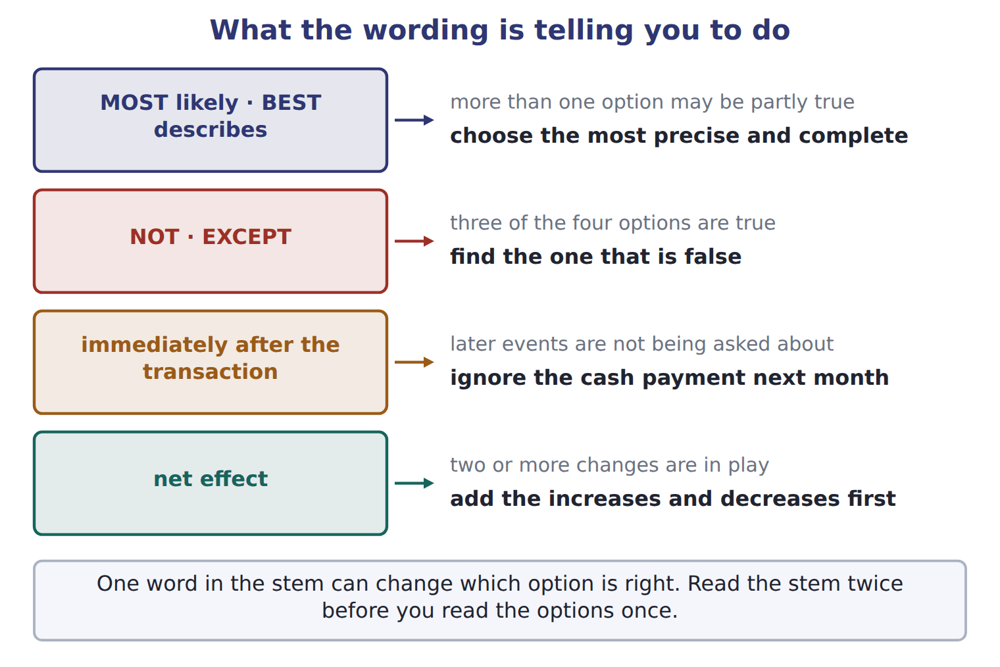 What the wording is telling you to do
MOST likely · BEST
describes
more than one option may be partly true
choose the most precise and complete
NOT · EXCEPT
three of the four options are true
find the one that is false
immediately after the
transaction
later events are not being asked about
ignore the cash payment next month
net effect
two or more changes are in play
add the increases and decreases first
One word in the stem can change which option is right. Read the stem twice
before you read the options once.